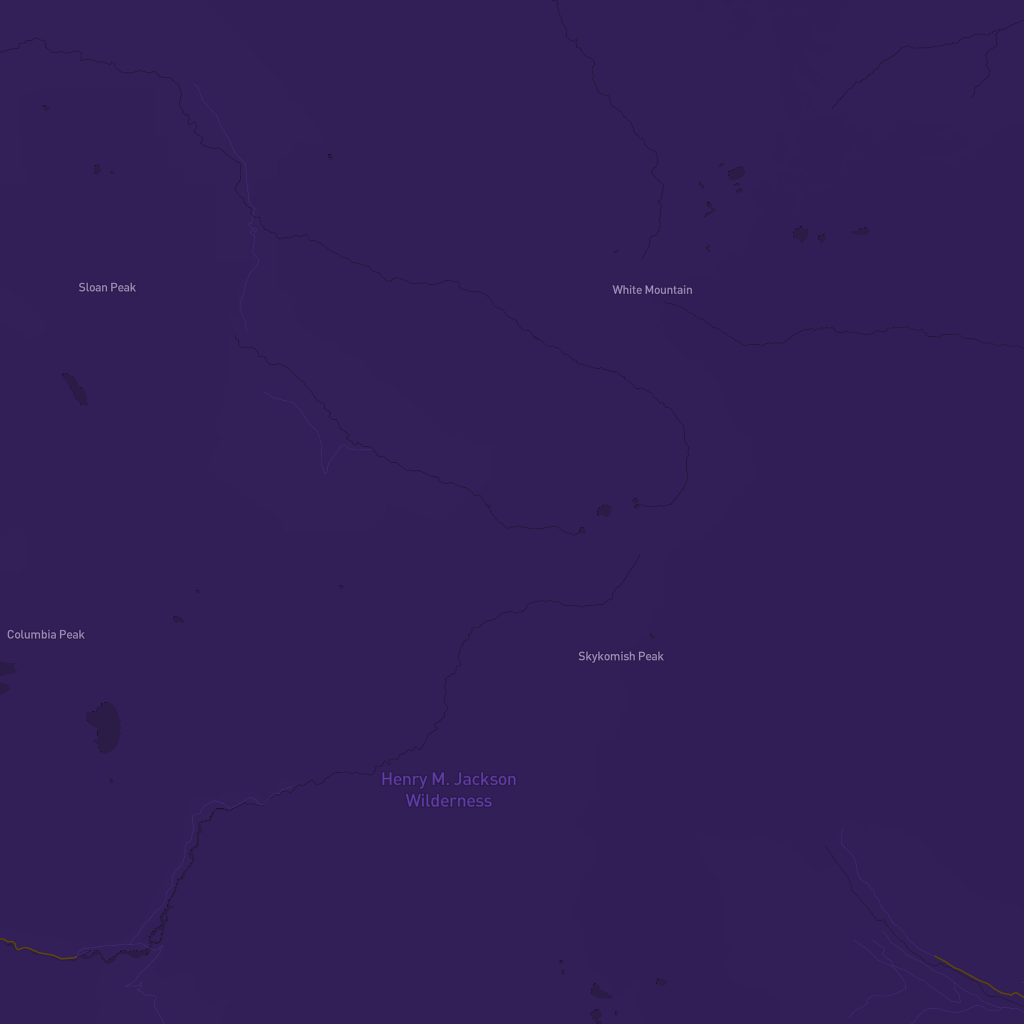 Sloan Peak
White Mountain
Columbia Peak
Skykomish Peak
Henry M. Jackson
Wilderness